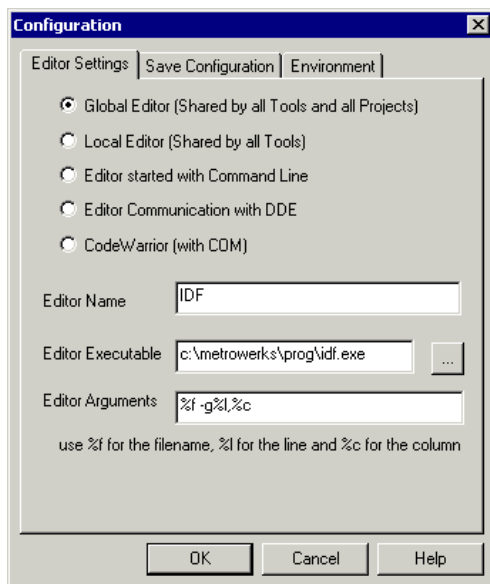 Configuration
Editor Settings Save Configuration Environment
Global Editor (Shared by all Tools and all Projects)
Local Editor (Shared by all Tools)
Editor started with Command Line
Editor Communication with DDE
CodeWarrior (with COM)
Editor Name IDF
Editor Executable c:\metrowerks\prog\idf.exe ...
Editor Arguments %f -g%l,%c
use %f for the filename, %l for the line and %c for the column
OK Cancel Help